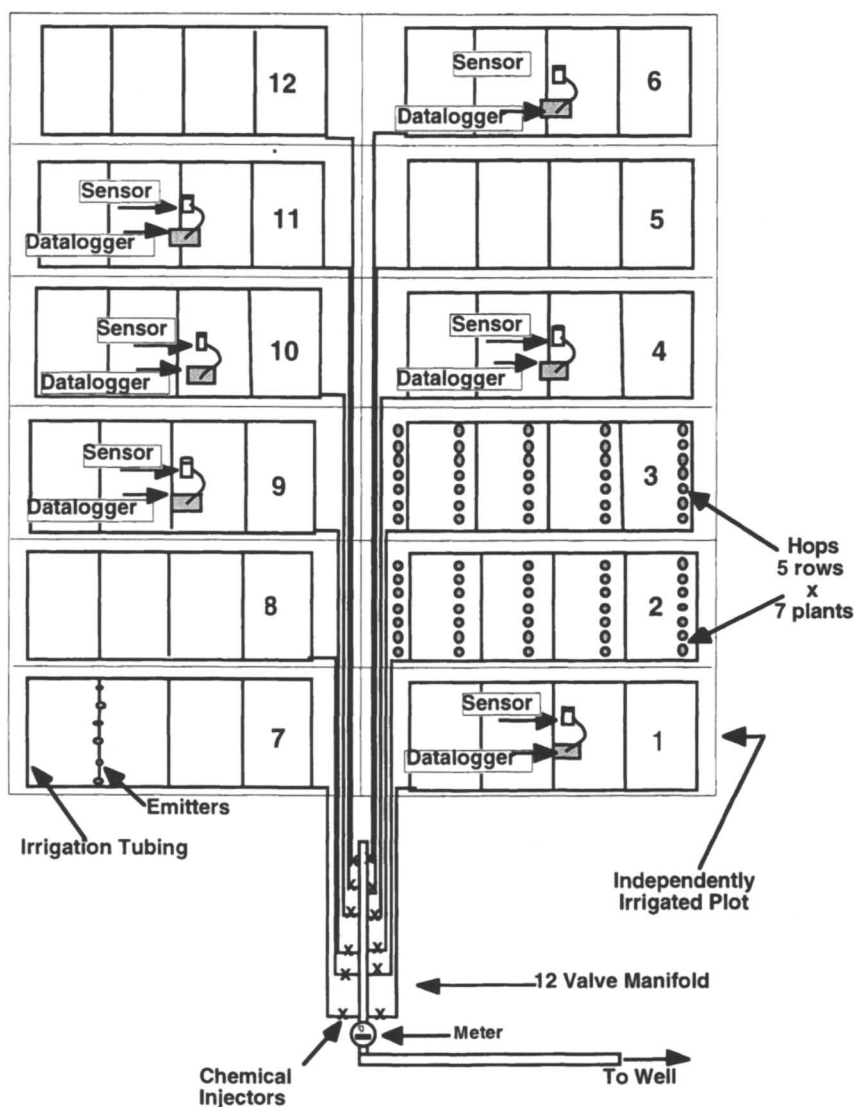 12
Sensor
Datalogger
6
Sensor
Datalogger
11
5
Sensor
Datalogger
10
Sensor
Datalogger
4
Sensor
Datalogger
9
3
Hops
5 rows
x
7 plants
8
2
7
Sensor
Datalogger
1
Emitters
Irrigation Tubing
Independently
Irrigated Plot
12 Valve Manifold
Meter
Chemical
Injectors
To Well